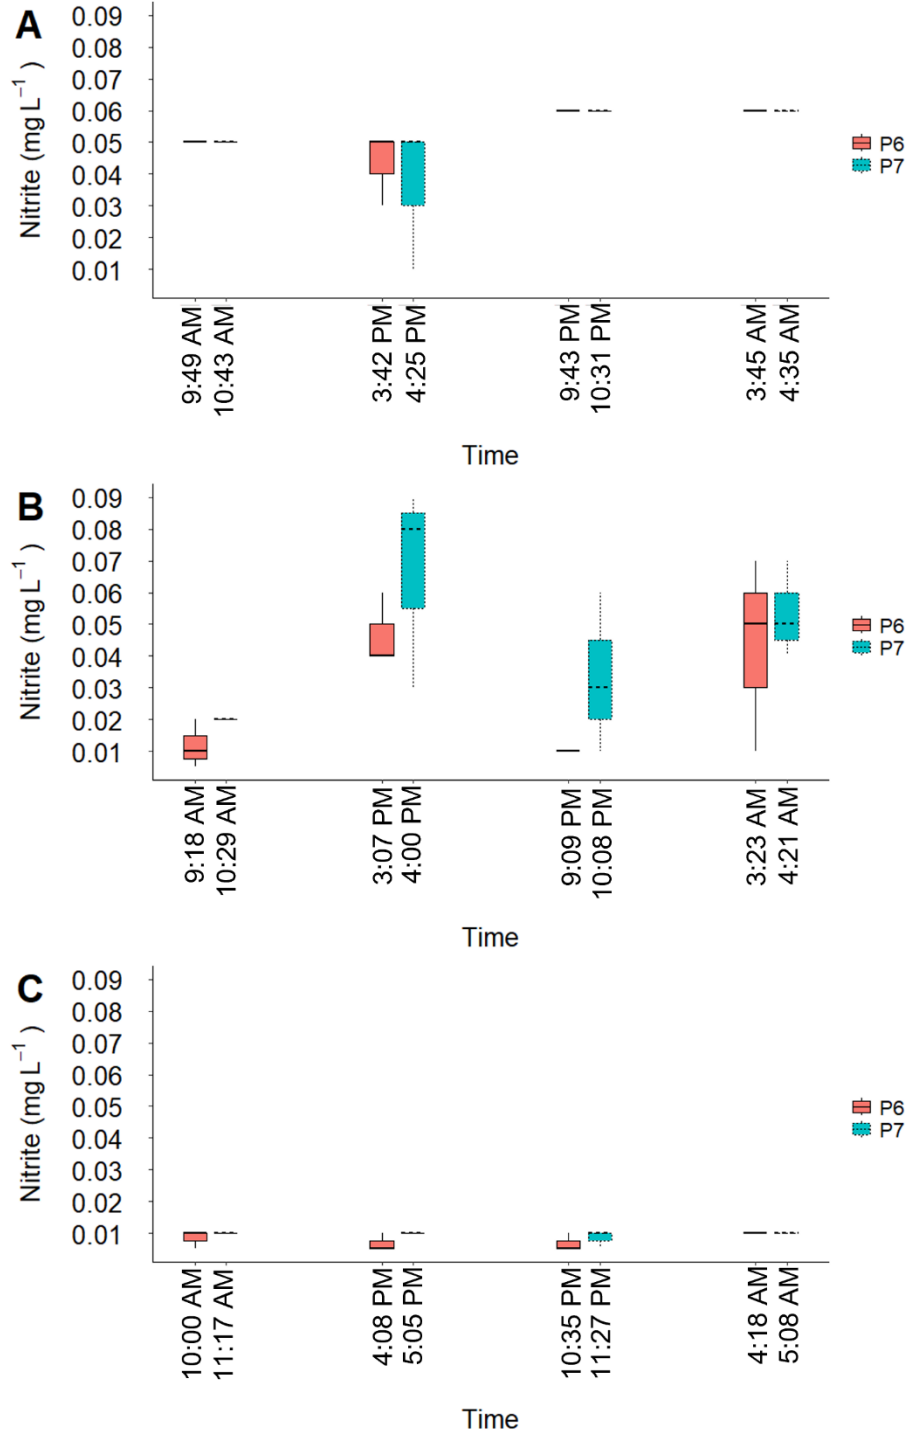 A
Nitrite (mg L⁻¹ )
0.09
0.08
0.07
0.06
0.05
0.04
0.03
0.02
0.01
9:49 AM
10:43 AM
3:42 PM
4:25 PM
9:43 PM
10:31 PM
3:45 AM
4:35 AM
Time
P6
P7
B
Nitrite (mg L⁻¹ )
0.09
0.08
0.07
0.06
0.05
0.04
0.03
0.02
0.01
9:18 AM
10:29 AM
3:07 PM
4:00 PM
9:09 PM
10:08 PM
3:23 AM
4:21 AM
Time
P6
P7
C
Nitrite (mg L⁻¹ )
0.09
0.08
0.07
0.06
0.05
0.04
0.03
0.02
0.01
10:00 AM
11:17 AM
4:08 PM
5:05 PM
10:35 PM
11:27 PM
4:18 AM
5:08 AM
Time
P6
P7